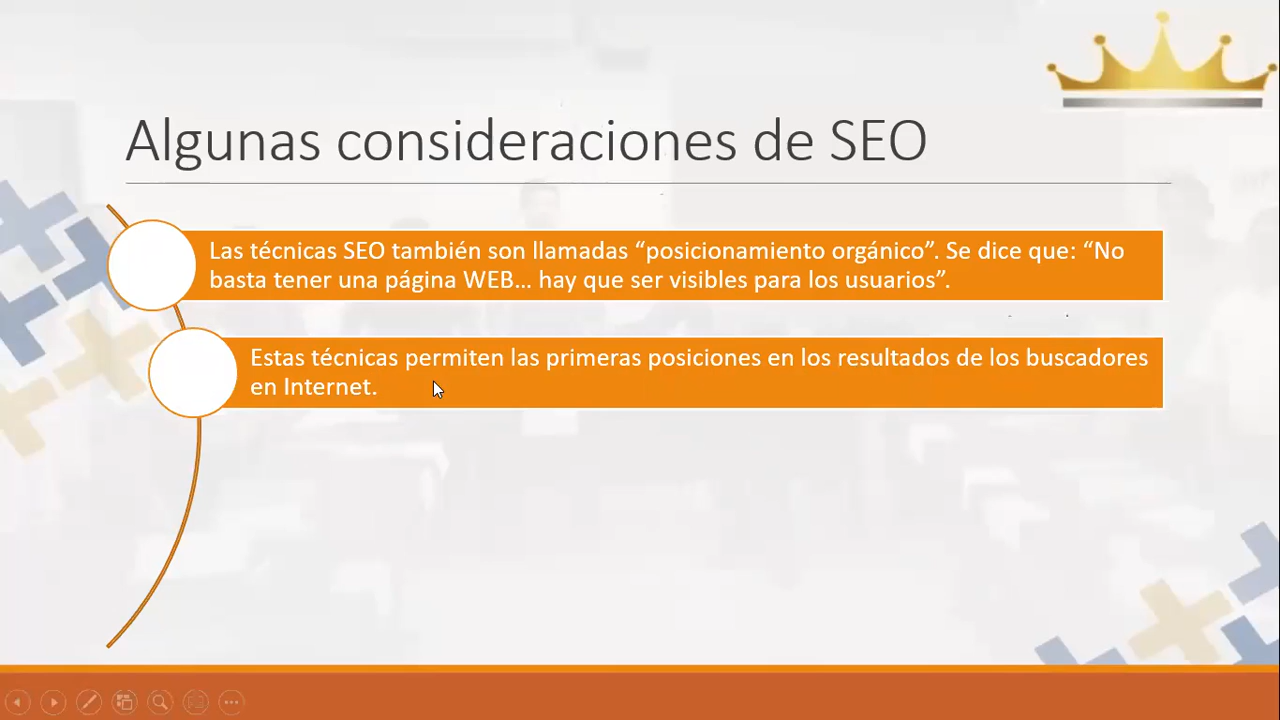 Algunas consideraciones de SEO
Las técnicas SEO también son llamadas “posicionamiento orgánico”. Se dice que: “No
basta tener una página WEB... hay que ser visibles para los usuarios”.
Estas técnicas permiten las primeras posiciones en los resultados de los buscadores
en Internet.